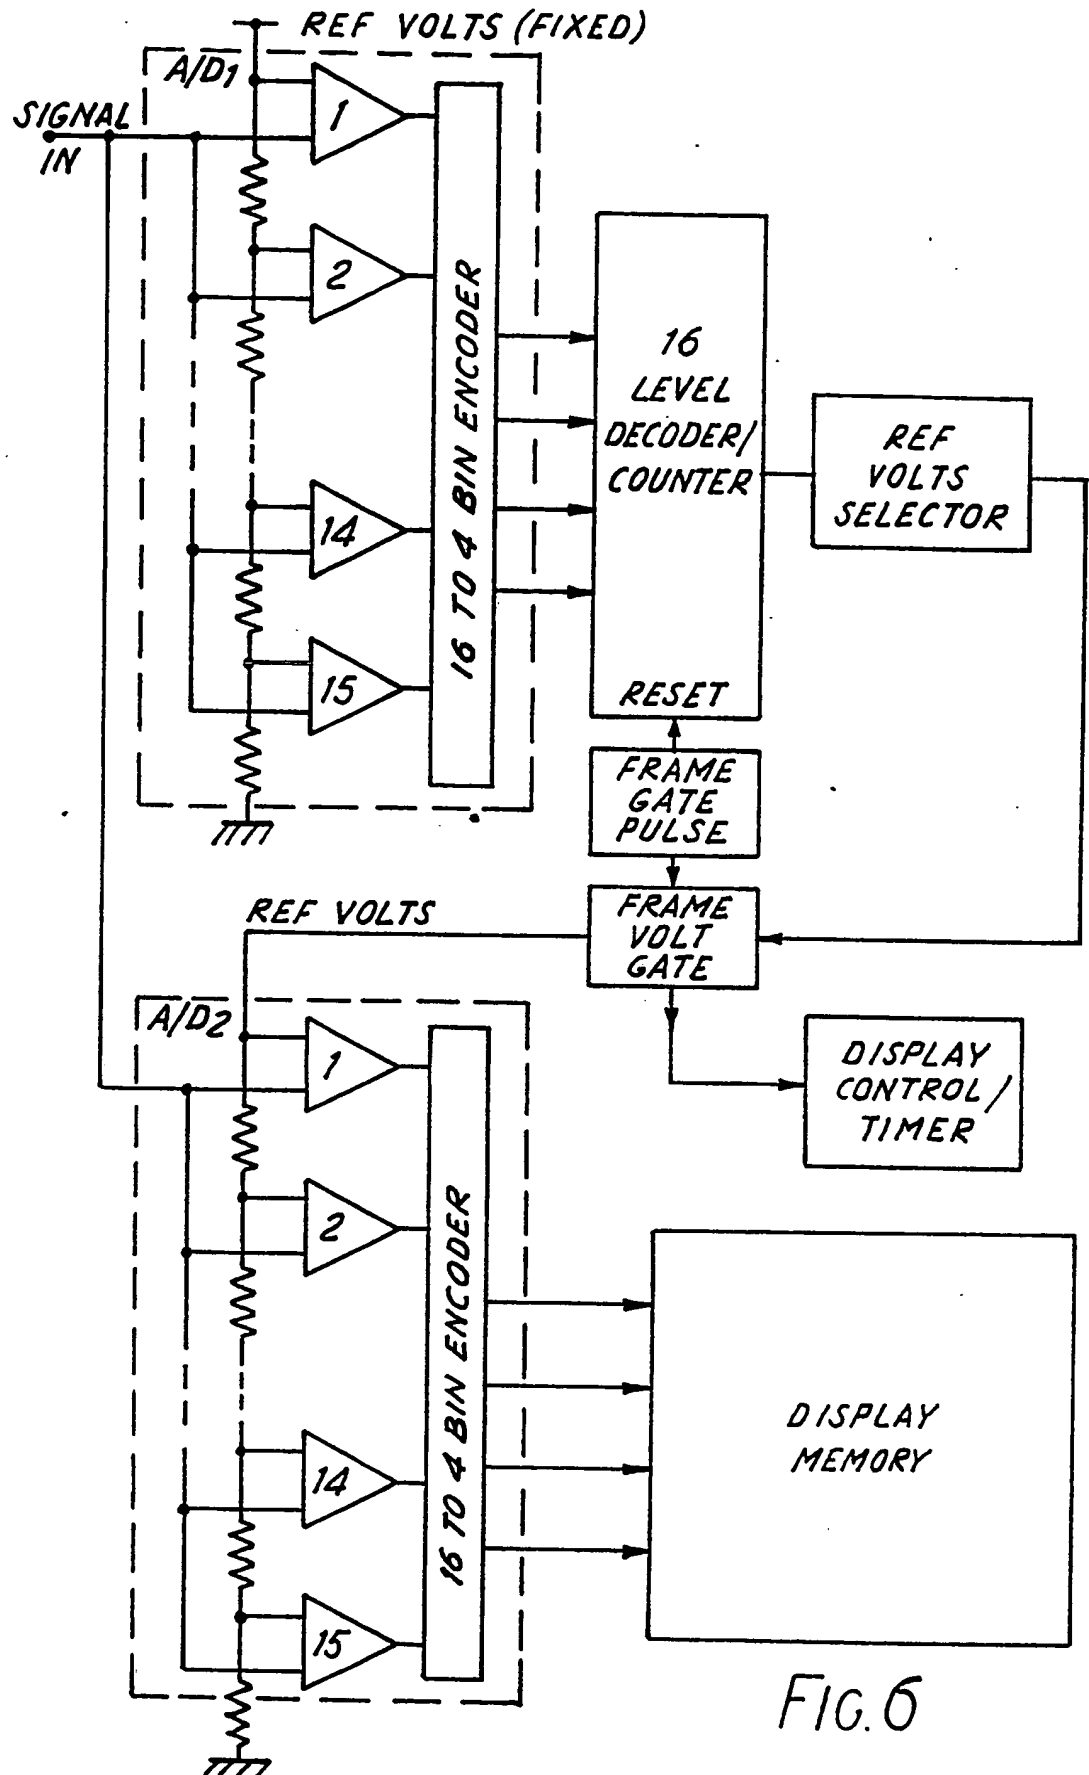 REF VOLTS (FIXED)
A/D1
SIGNAL
IN
1
2
14
15
16 TO 4 BIN ENCODER
16
LEVEL
DECODER/
COUNTER
RESET
REF
VOLTS
SELECTOR
FRAME
GATE
PULSE
FRAME
VOLT
GATE
REF VOLTS
A/D2
1
2
14
15
16 TO 4 BIN ENCODER
DISPLAY
CONTROL/
TIMER
DISPLAY
MEMORY
FIG. 6